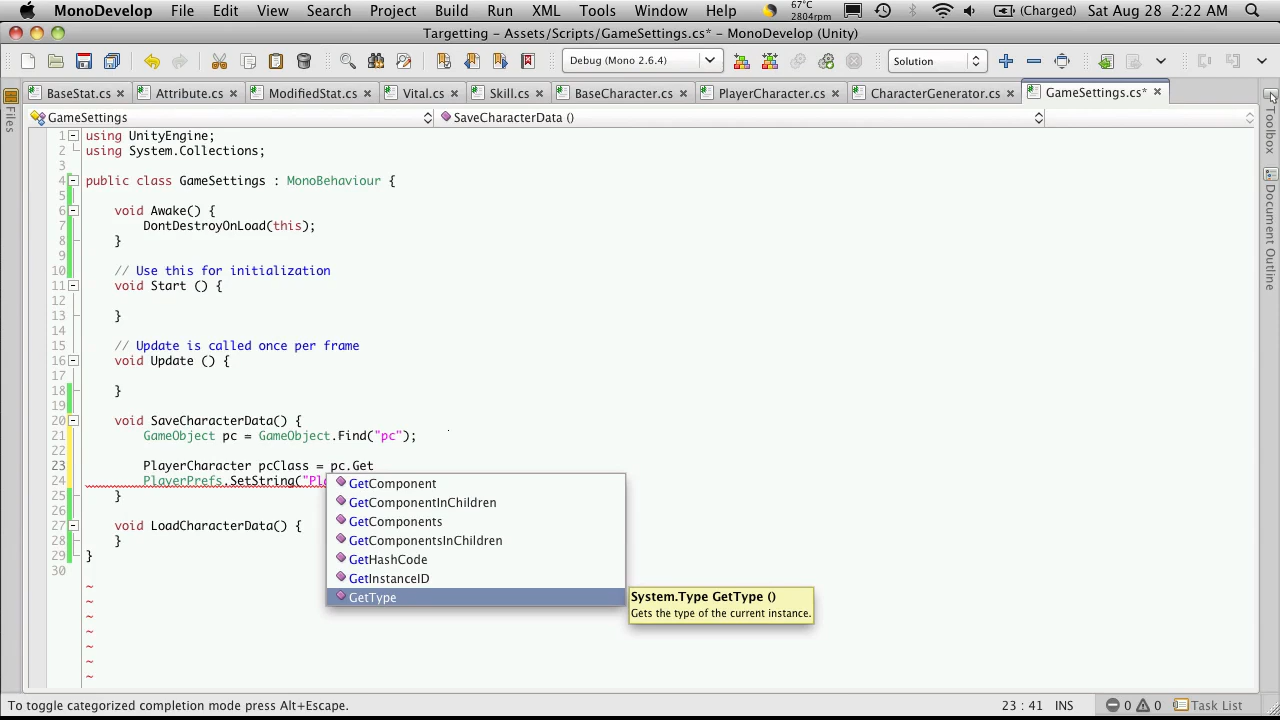 MonoDevelop File Edit View Search Project Build Run XML Tools Window Help 64°C 2804rpm (Charged) Sat Aug 28 2:22 AM
Targetting – Assets/Scripts/GameSettings.cs* – MonoDevelop (Unity)
Debug (Mono 2.6.4) Solution
BaseStat.cs Attribute.cs ModifiedStat.cs Vital.cs Skill.cs BaseCharacter.cs PlayerCharacter.cs CharacterGenerator.cs GameSettings.cs*
GameSettings SaveCharacterData ()
Files
Toolbox
Document Outline
1 using UnityEngine;
2 using System.Collections;
3
4 public class GameSettings : MonoBehaviour {
5
6 void Awake() {
7 DontDestroyOnLoad(this);
8 }
9
10 // Use this for initialization
11 void Start () {
12
13 }
14
15 // Update is called once per frame
16 void Update () {
17
18 }
19
20 void SaveCharacterData() {
21 GameObject pc = GameObject.Find("pc");
22
23 PlayerCharacter pcClass = pc.Get
24 PlayerPrefs.SetString("Pl
25 }
26
27 void LoadCharacterData() {
28 }
29 }
30
GetComponent
GetComponentInChildren
GetComponents
GetComponentsInChildren
GetHashCode
GetInstanceID
GetType
System.Type GetType ()
Gets the type of the current instance.
~
~
~
~
~
~
~
To toggle categorized completion mode press Alt+Escape. 23 : 41 INS 0 0 Task List